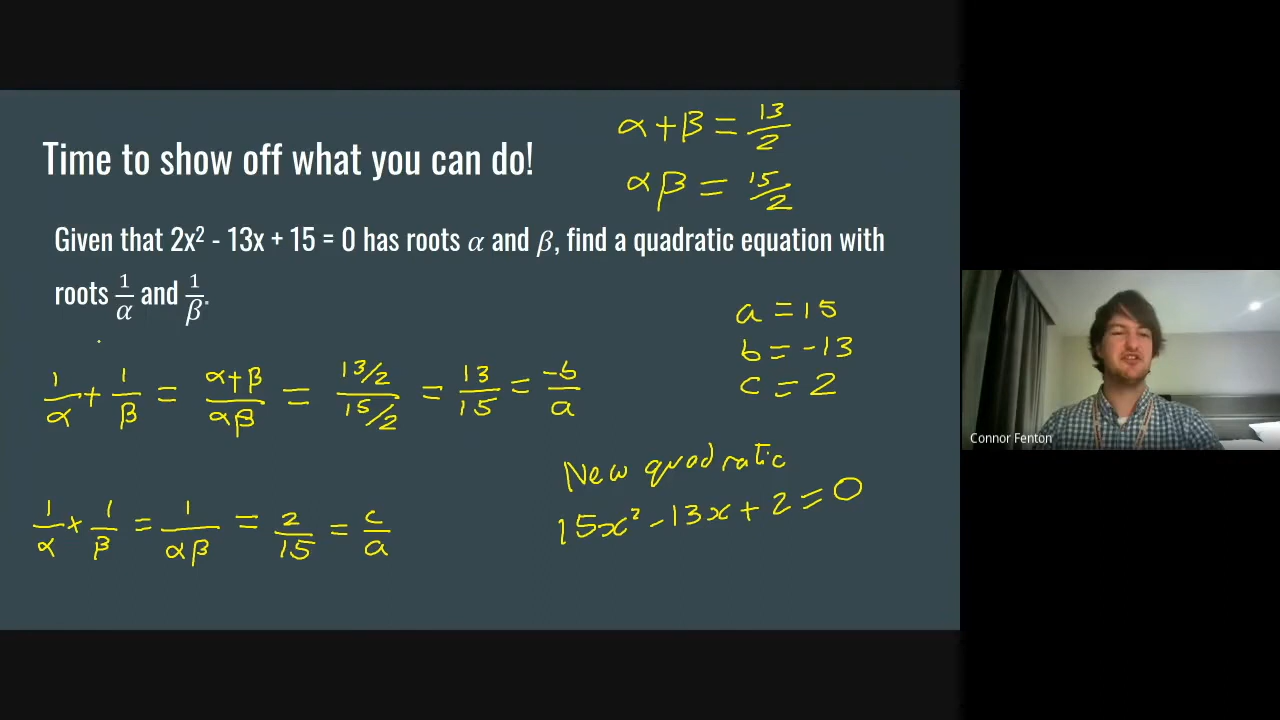 α + β = 13/2
αβ = 15/2
Time to show off what you can do!
Given that 2x² - 13x + 15 = 0 has roots α and β, find a quadratic equation with
roots 1/α and 1/β.
a = 15
b = -13
c = 2
1/α + 1/β = (α+β)/(αβ) = (13/2)/(15/2) = 13/15 = -b/a
Connor Fenton
New quadratic
15x² - 13x + 2 = 0
1/α × 1/β = 1/(αβ) = 2/15 = c/a